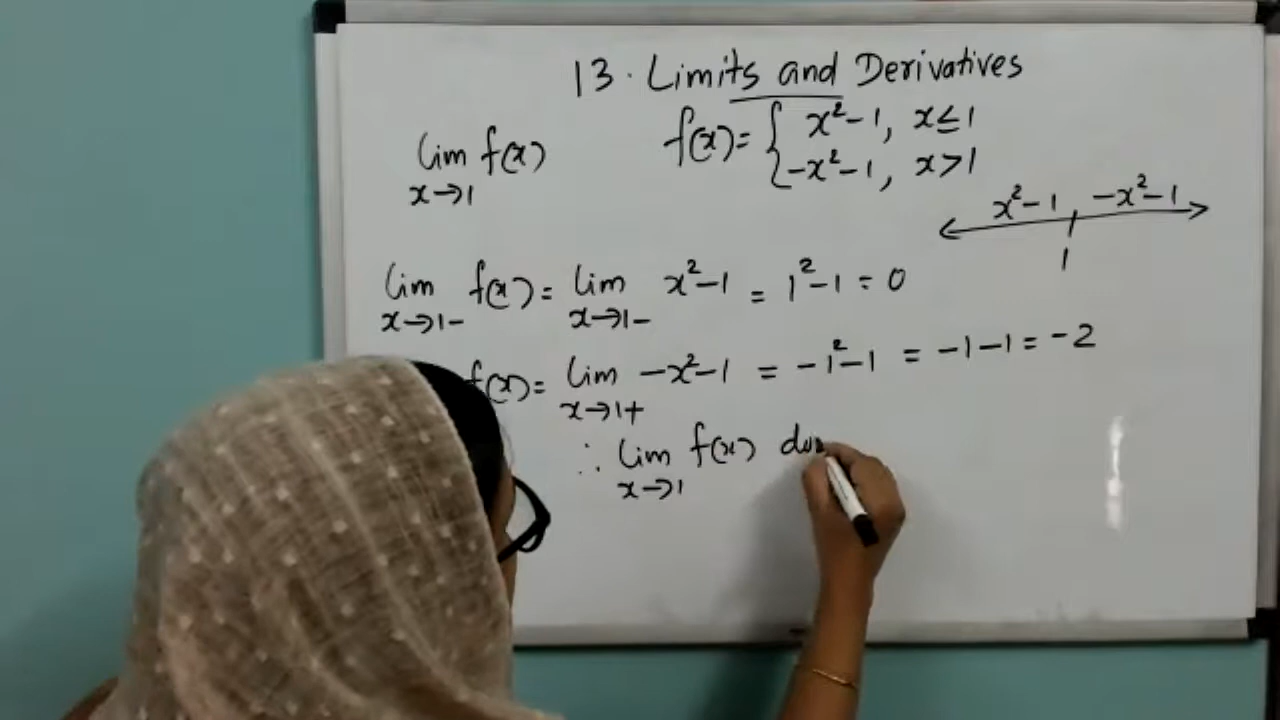 13. Limits and Derivatives
lim f(x)
x→1
f(x)= { x²-1, x≤1
-x²-1, x>1
x²-1, -x²-1
1
lim f(x) = lim x²-1 = 1²-1 = 0
x→1- x→1-
f(x)= lim -x²-1 = -1²-1 = -1-1 = -2
x→1+
∴ lim f(x)
x→1